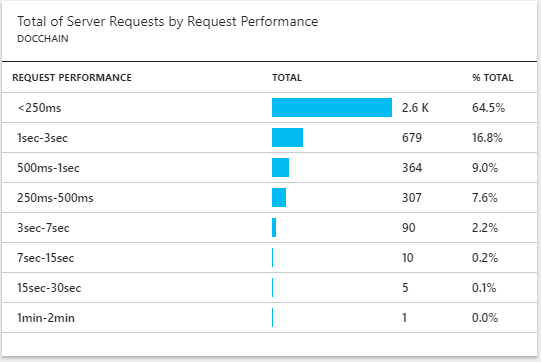 Total of Server Requests by Request Performance
DOCCHAIN
REQUEST PERFORMANCE TOTAL % TOTAL
<250ms 2.6 K 64.5%
1sec-3sec 679 16.8%
500ms-1sec 364 9.0%
250ms-500ms 307 7.6%
3sec-7sec 90 2.2%
7sec-15sec 10 0.2%
15sec-30sec 5 0.1%
1min-2min 1 0.0%